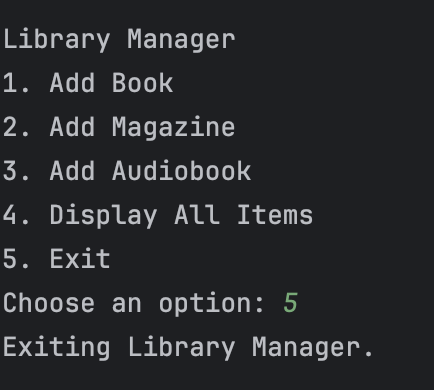 Library Manager
1. Add Book
2. Add Magazine
3. Add Audiobook
4. Display All Items
5. Exit
Choose an option: 5
Exiting Library Manager.